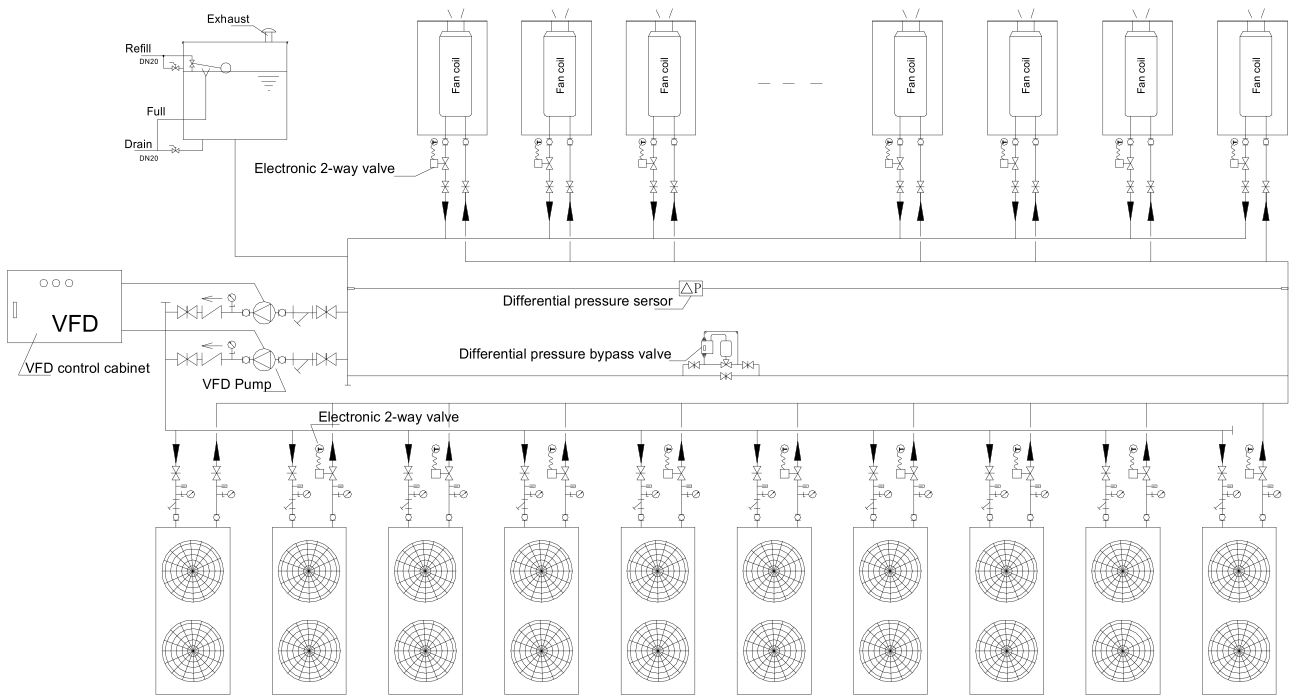 Exhaust
Refill
DN20
Full
Drain
DN20
Fan coil
Fan coil
Fan coil
Fan coil
Fan coil
Fan coil
Fan coil
Electronic 2-way valve
VFD
VFD control cabinet
VFD Pump
Differential pressure sersor
P
Differential pressure bypass valve
Electronic 2-way valve